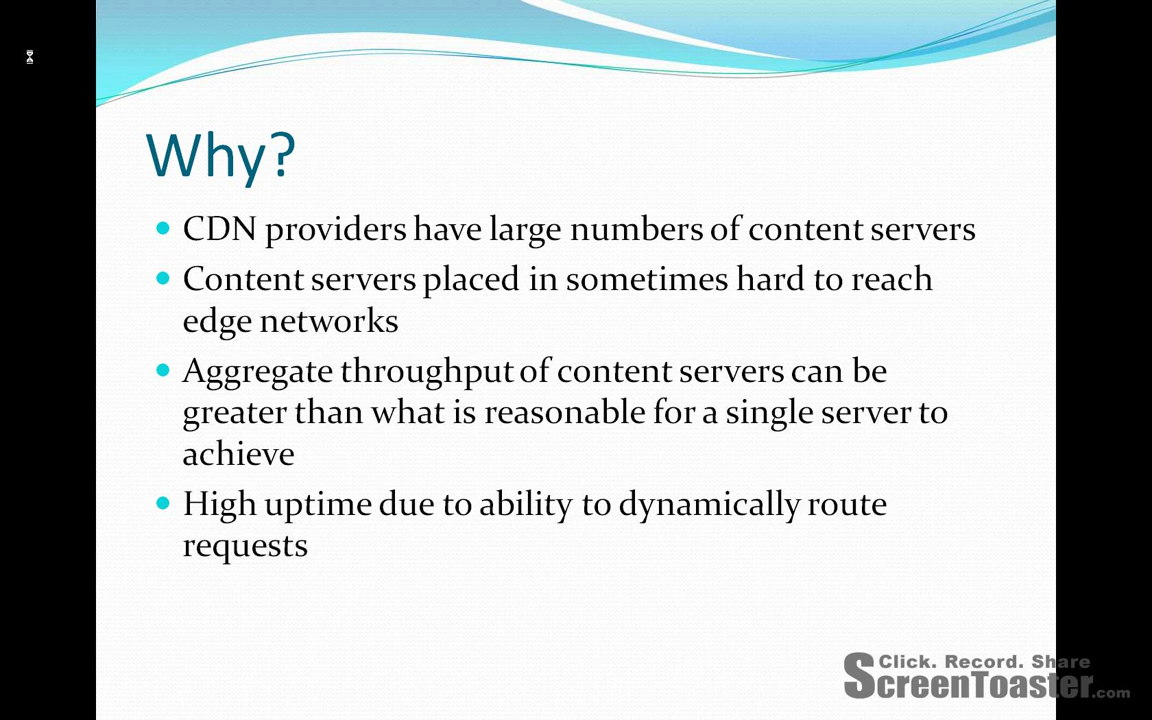 Why?
CDN providers have large numbers of content servers
Content servers placed in sometimes hard to reach
edge networks
Aggregate throughput of content servers can be
greater than what is reasonable for a single server to
achieve
High uptime due to ability to dynamically route
requests
Click. Record. Share
ScreenToaster.com